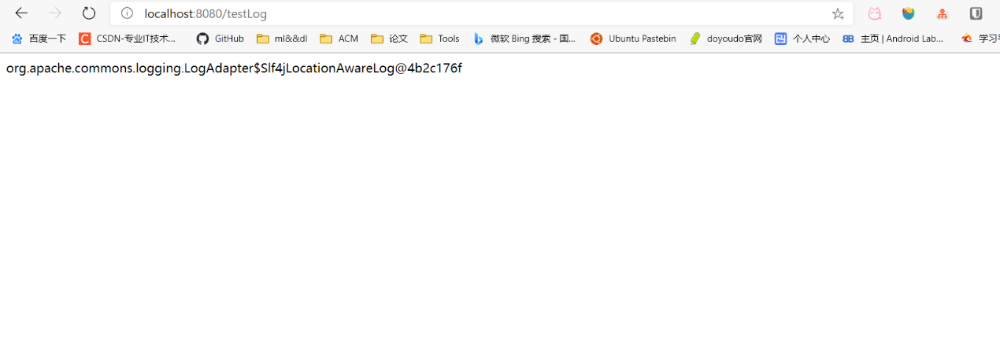 localhost:8080/testLog
百度一下 CSDN-专业IT技术... GitHub ml&&dl ACM 论文 Tools 微软 Bing 搜索 - 国... Ubuntu Pastebin doyoudo官网 个人中心 主页 | Android Lab... 学习平
org.apache.commons.logging.LogAdapter$Slf4jLocationAwareLog@4b2c176f